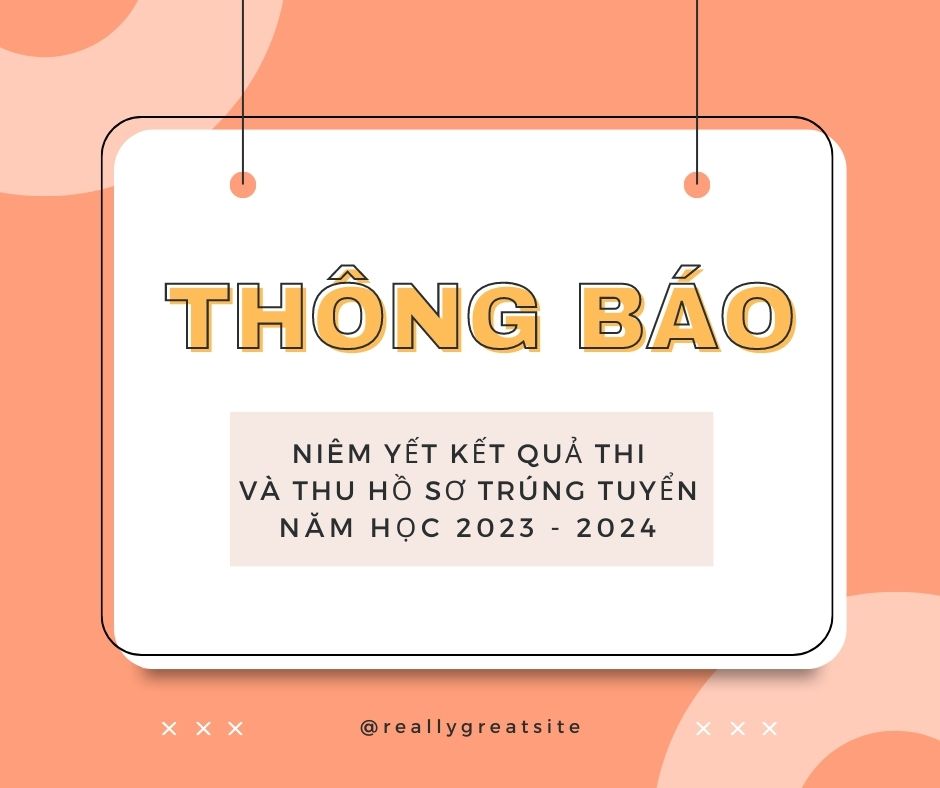 THÔNG BÁO
NIÊM YẾT KẾT QUẢ THI
VÀ THU HỒ SƠ TRÚNG TUYỂN
NĂM HỌC 2023 - 2024
@reallygreatsite